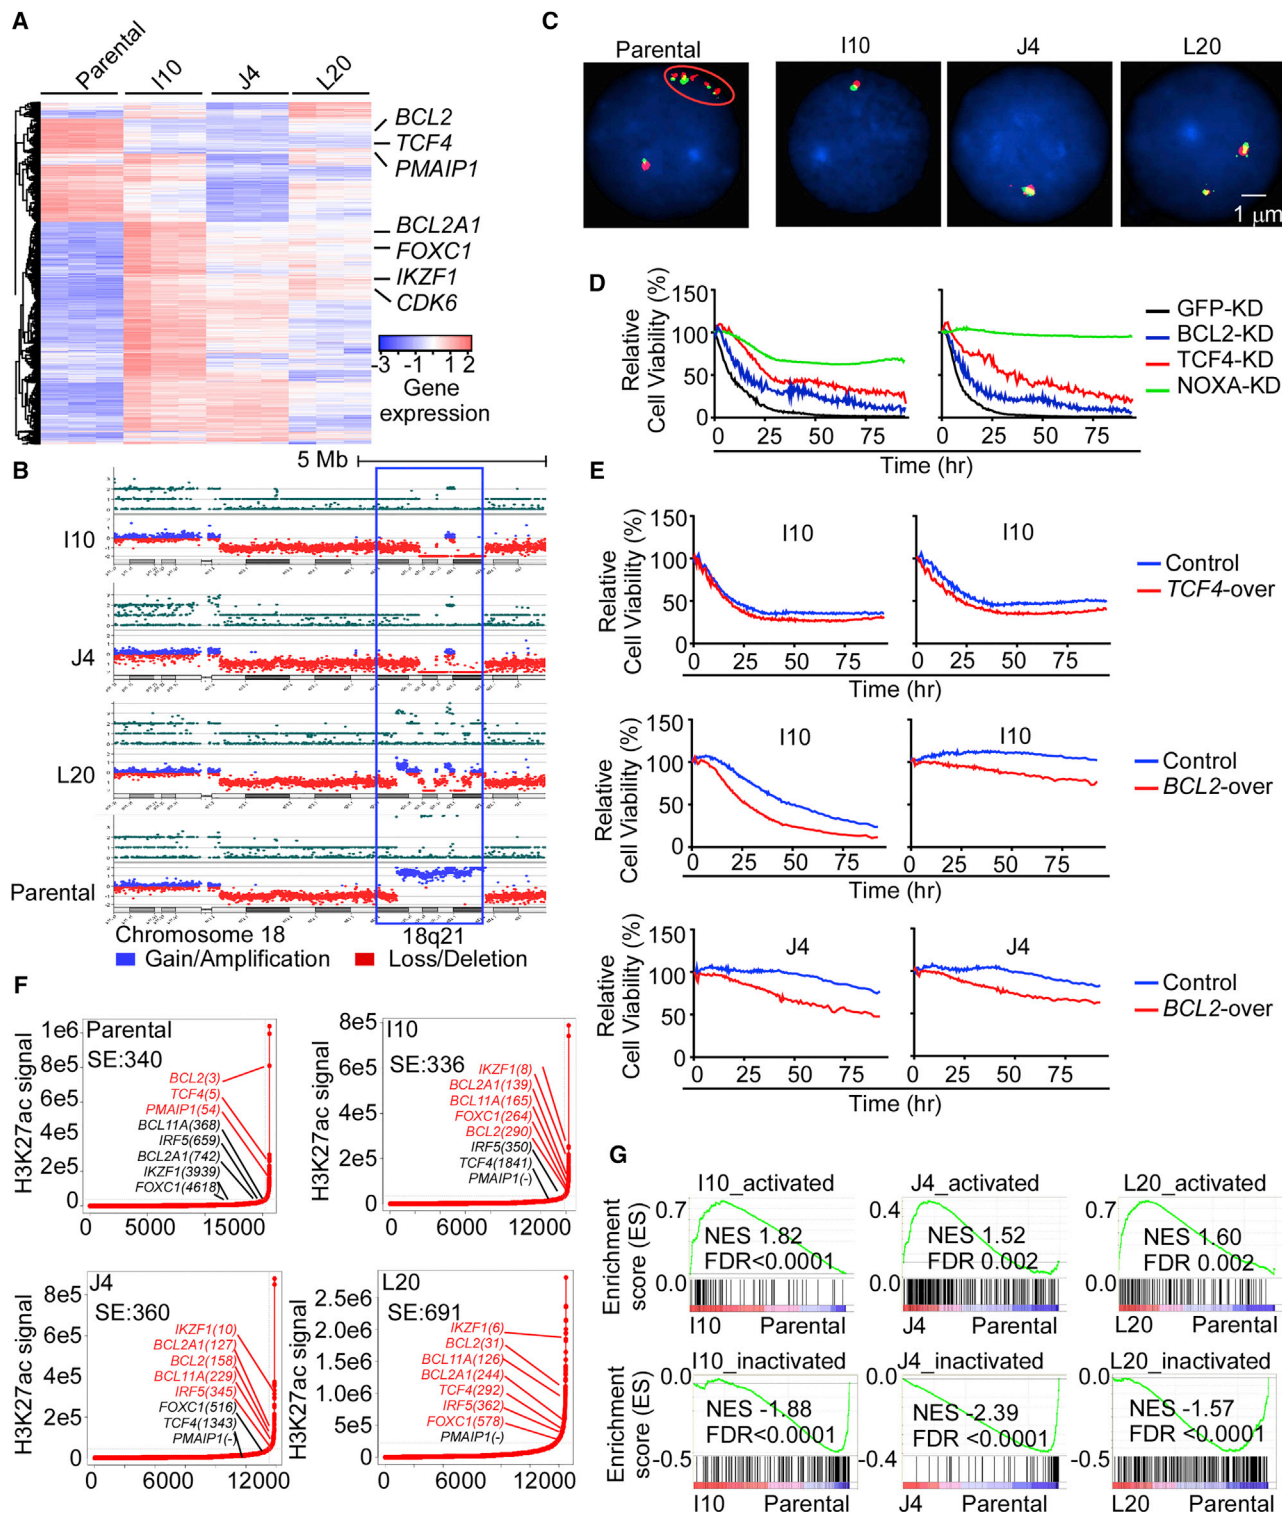 A
Parental
I10
J4
L20
BCL2
TCF4
PMAIP1
BCL2A1
FOXC1
IKZF1
CDK6
-3 -1 1 2
Gene
expression
B
5 Mb
I10
J4
L20
Parental
Chromosome 18
18q21
Gain/Amplification
Loss/Deletion
C
Parental
I10
J4
L20
1 μm
D
Relative
Cell Viability (%)
150
100
50
0
0 25 50 75
0 25 50 75
Time (hr)
GFP-KD
BCL2-KD
TCF4-KD
NOXA-KD
E
Relative
Cell Viability (%)
150
100
50
0
I10
I10
25 50 75
25 50 75
Time (hr)
Control
TCF4-over
Relative
Cell Viability (%)
150
100
50
0
I10
I10
25 50 75
25 50 75
Time (hr)
Control
BCL2-over
Relative
Cell Viability (%)
150
100
50
0
J4
J4
25 50 75
25 50 75
Time (hr)
Control
BCL2-over
F
H3K27ac signal
Parental
SE:340
1e6
8e5
6e5
4e5
2e5
0
BCL2(3)
TCF4(5)
PMAIP1(54)
BCL11A(368)
IRF5(659)
BCL2A1(742)
IKZF1(3939)
FOXC1(4618)
0 5000 15000
H3K27ac signal
I10
SE:336
8e5
4e5
2e5
0
IKZF1(8)
BCL2A1(139)
BCL11A(165)
FOXC1(264)
BCL2(290)
IRF5(350)
TCF4(1841)
PMAIP1(-)
0 6000 12000
H3K27ac signal
J4
SE:360
8e5
6e5
4e5
2e5
0
IKZF1(10)
BCL2A1(127)
BCL2(158)
BCL11A(229)
IRF5(345)
FOXC1(516)
TCF4(1343)
PMAIP1(-)
0 6000 12000
H3K27ac signal
L20
SE:691
2.5e6
2.0e6
1.5e6
1.0e6
5e5
0
IKZF1(6)
BCL2(31)
BCL11A(126)
BCL2A1(244)
TCF4(292)
IRF5(362)
FOXC1(578)
PMAIP1(-)
0 6000 12000
G
Enrichment
score (ES)
I10_activated
0.7
NES 1.82
FDR<0.0001
0.0
I10 Parental
J4_activated
0.4
NES 1.52
FDR 0.002
0.0
J4 Parental
L20_activated
0.7
NES 1.60
FDR 0.002
0.0
L20 Parental
Enrichment
score (ES)
I10_inactivated
0.0
NES -1.88
FDR<0.0001
-0.5
I10 Parental
J4_inactivated
0.0
NES -2.39
FDR <0.0001
-0.4
J4 Parental
L20_inactivated
0.0
NES -1.57
FDR <0.0001
-0.5
L20 Parental